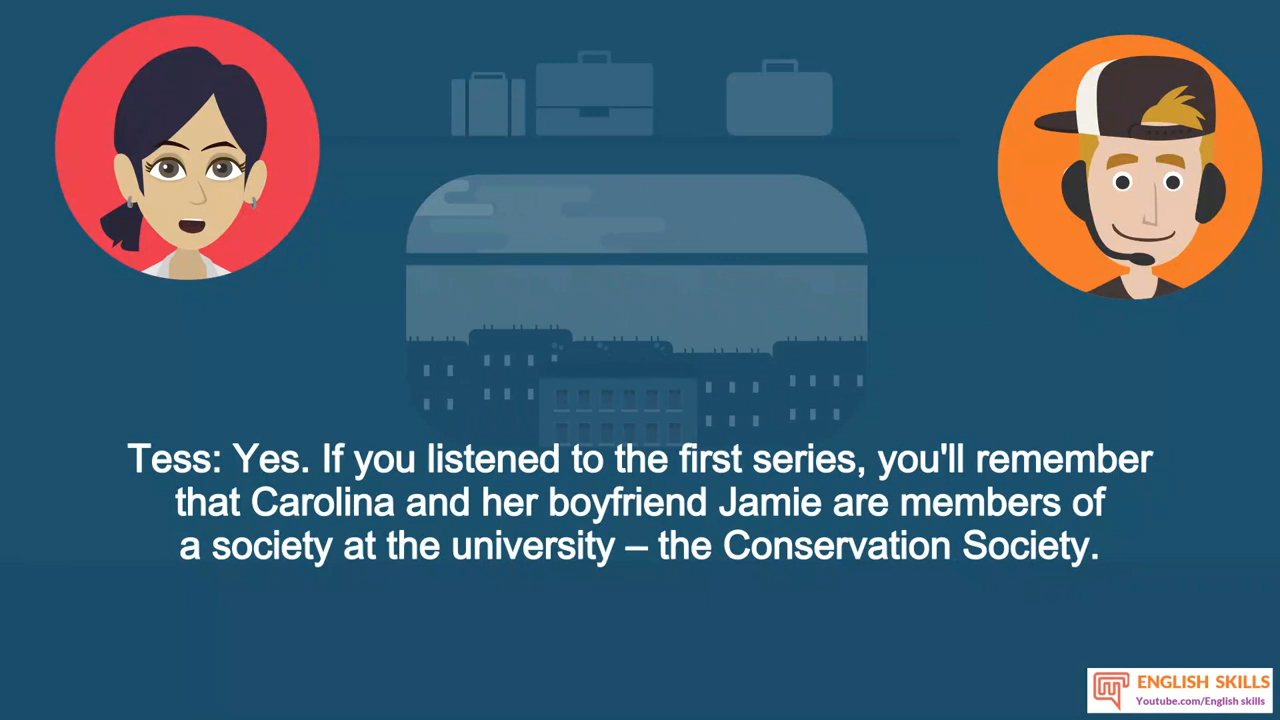 Tess: Yes. If you listened to the first series, you'll remember
that Carolina and her boyfriend Jamie are members of
a society at the university – the Conservation Society.
ENGLISH SKILLS
Youtube.com/English skills